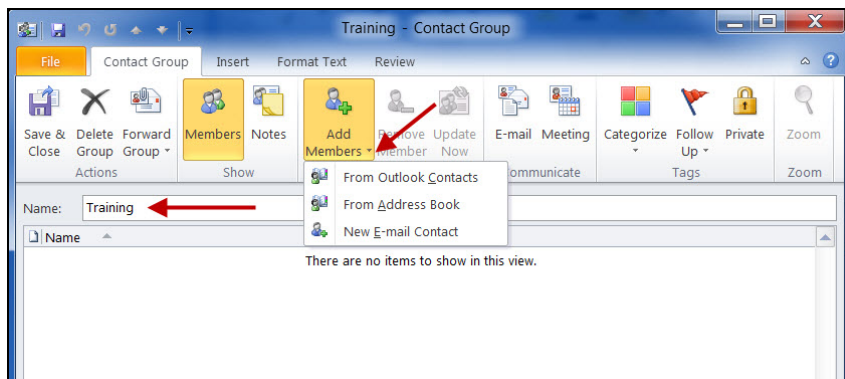 Training - Contact Group
File Contact Group Insert Format Text Review
Save & Close Delete Group Forward Group Members Notes Add Members Remove Member Update Now E-mail Meeting Categorize Follow Up Private Zoom
Actions Show Communicate Tags Zoom
From Outlook Contacts
From Address Book
New E-mail Contact
Name: Training
Name
There are no items to show in this view.